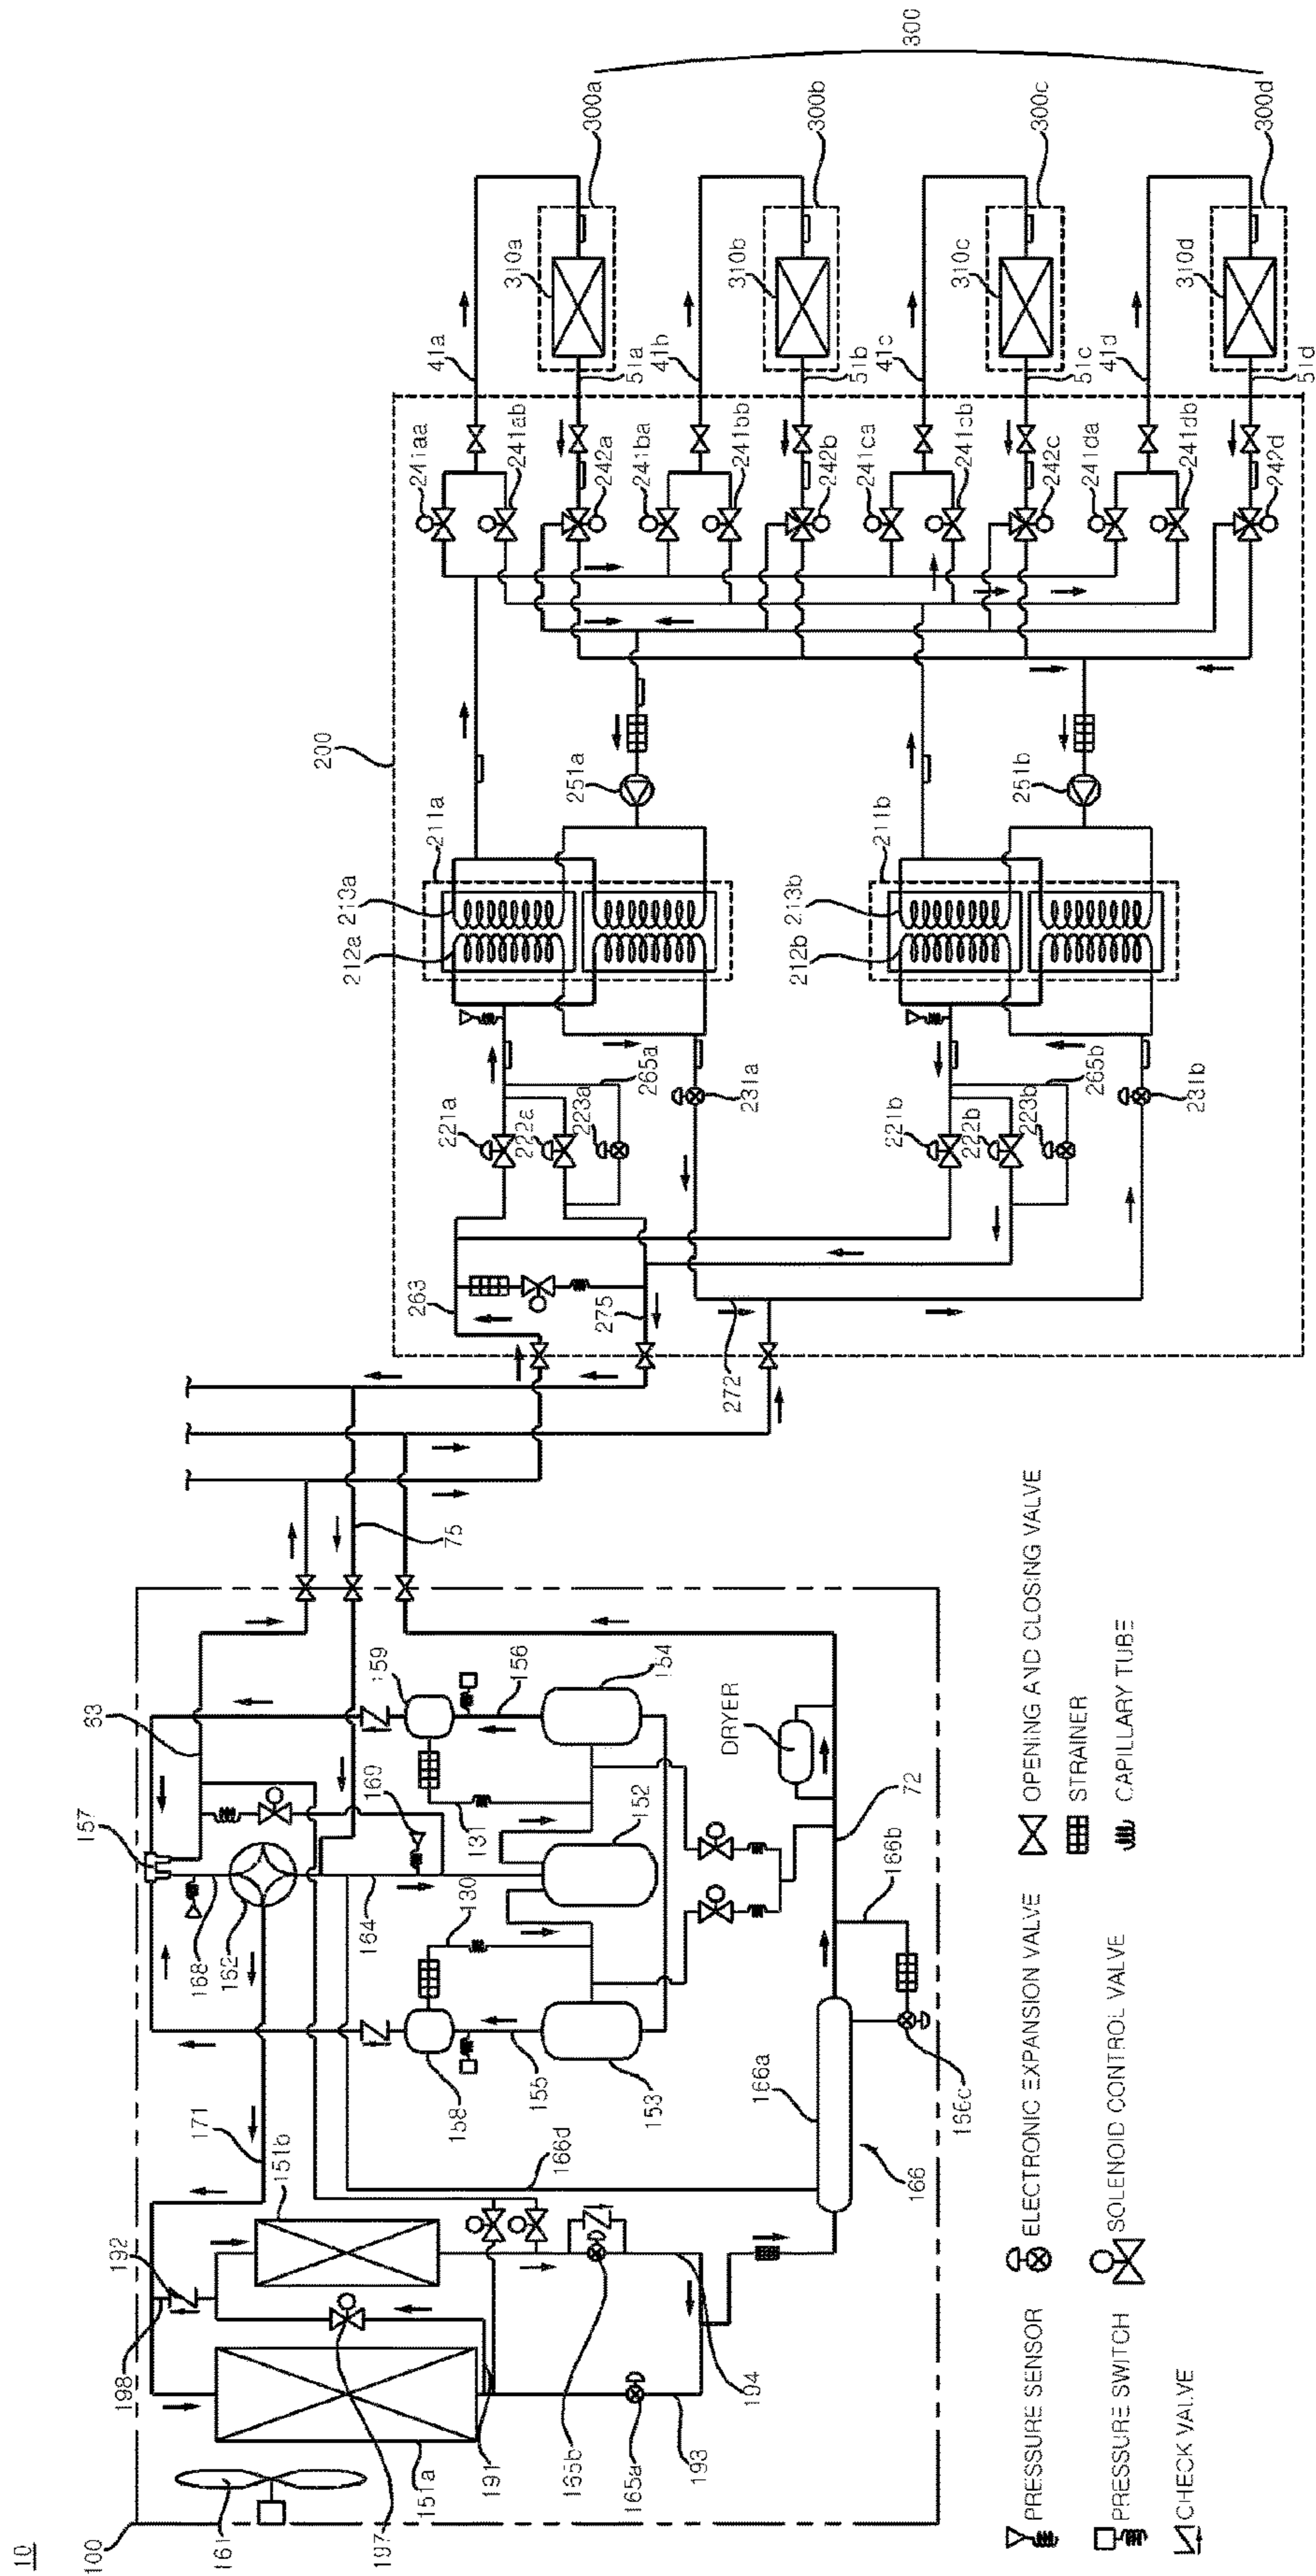 10
100
161
151a
197
198
192
151b
171
191
165b
165a
193
194
162
168
157
63
164
166d
130
169
131
159
156
154
152
158
155
153
166a
166
166c
166b
72
DRYER
75
200
263
275
272
221a
222a
223a
265a
231a
212a
213a
211a
251a
221b
222b
223b
265b
231b
212b
213b
211b
251b
241aa
241ab
242a
241ba
241bb
242b
241ca
241cb
242c
241da
241db
242d
41a
51a
41b
51b
41c
51c
41d
51d
310a
300a
310b
300b
310c
300c
310d
300d
300
PRESSURE SENSOR
ELECTRONIC EXPANSION VALVE
OPENING AND CLOSING VALVE
STRAINER
PRESSURE SWITCH
SOLENOID CONTROL VALVE
CAPILLARY TUBE
CHECK VALVE